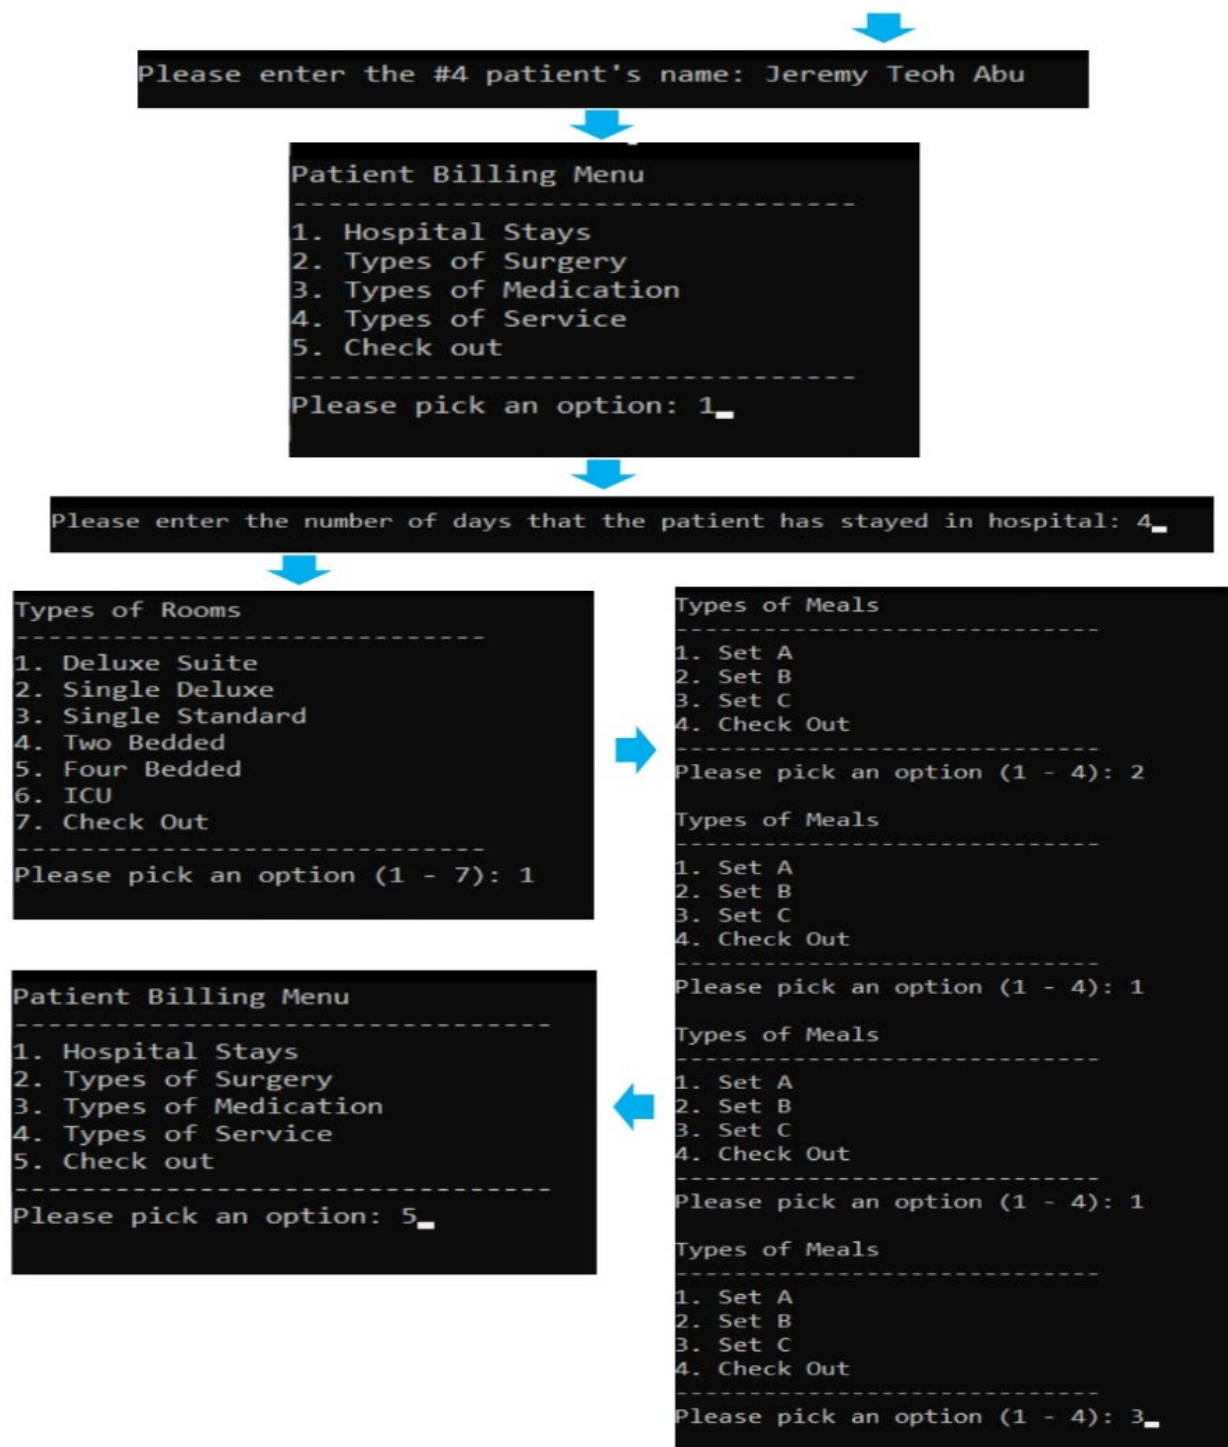 Please enter the #4 patient's name: Jeremy Teoh Abu
Patient Billing Menu
----------------------------------
1. Hospital Stays
2. Types of Surgery
3. Types of Medication
4. Types of Service
5. Check out
----------------------------------
Please pick an option: 1
Please enter the number of days that the patient has stayed in hospital: 4
Types of Rooms
-----------------------------
1. Deluxe Suite
2. Single Deluxe
3. Single Standard
4. Two Bedded
5. Four Bedded
6. ICU
7. Check Out
-----------------------------
Please pick an option (1 - 7): 1
Types of Meals
-----------------------------
1. Set A
2. Set B
3. Set C
4. Check Out
-----------------------------
Please pick an option (1 - 4): 2
Types of Meals
-----------------------------
1. Set A
2. Set B
3. Set C
4. Check Out
-----------------------------
Please pick an option (1 - 4): 1
Types of Meals
-----------------------------
1. Set A
2. Set B
3. Set C
4. Check Out
-----------------------------
Please pick an option (1 - 4): 1
Types of Meals
-----------------------------
1. Set A
2. Set B
3. Set C
4. Check Out
-----------------------------
Please pick an option (1 - 4): 3
Patient Billing Menu
----------------------------------
1. Hospital Stays
2. Types of Surgery
3. Types of Medication
4. Types of Service
5. Check out
----------------------------------
Please pick an option: 5